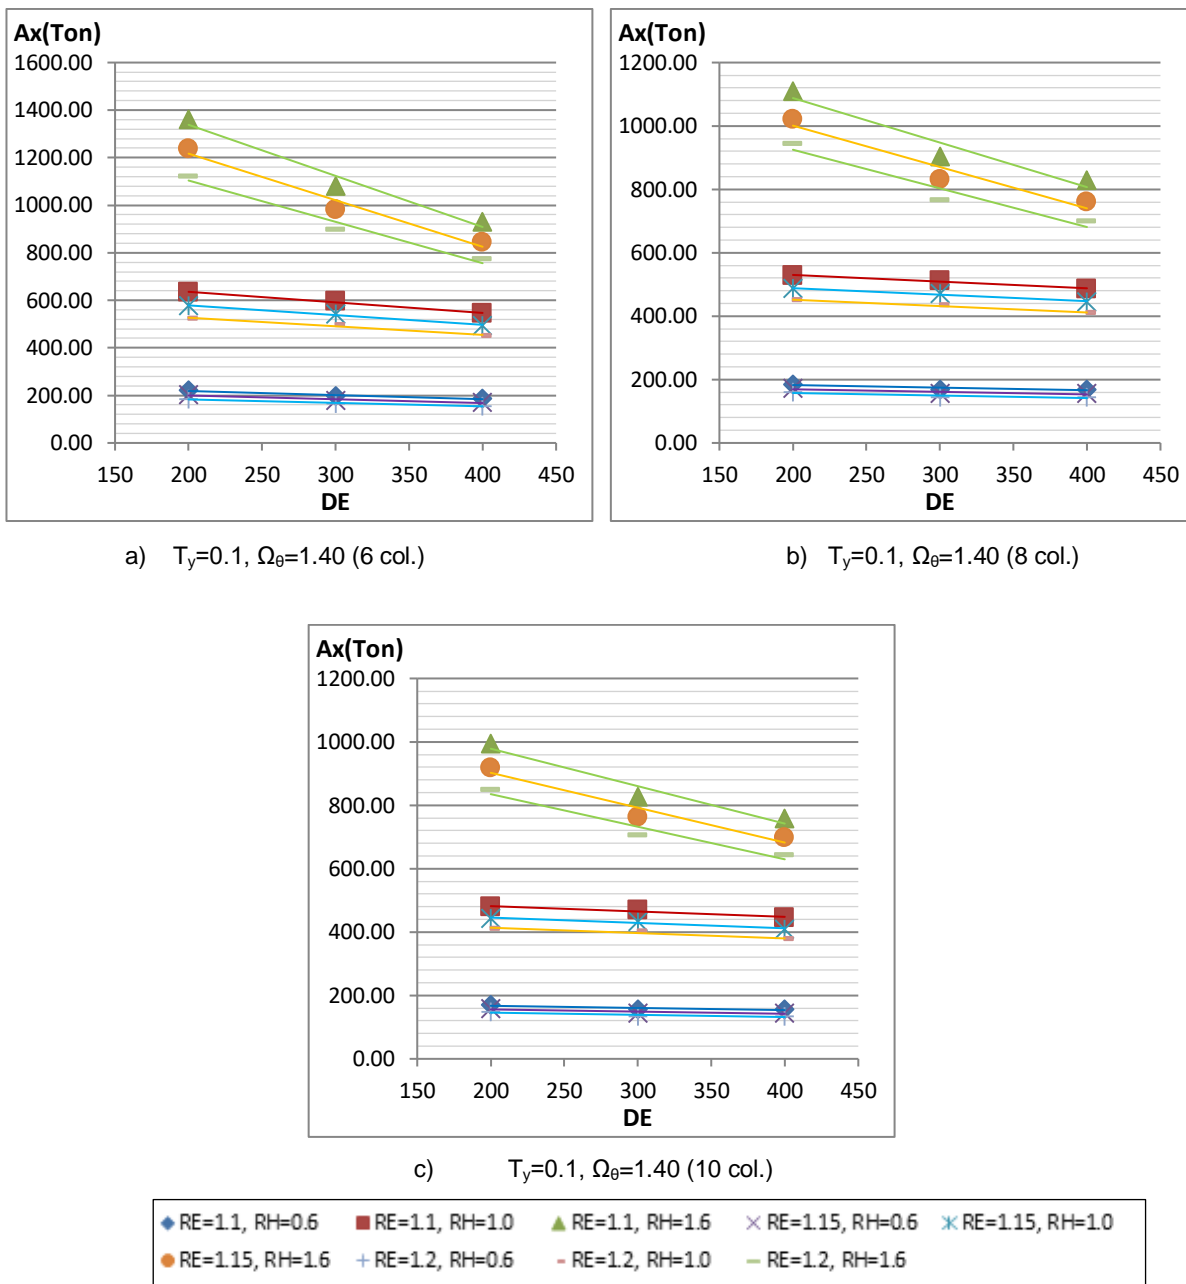 Ax(Ton)
1600.00
1400.00
1200.00
1000.00
800.00
600.00
400.00
200.00
0.00
150 200 250 300 350 400 450
DE
a) Ty=0.1, Ωθ=1.40 (6 col.)
Ax(Ton)
1200.00
1000.00
800.00
600.00
400.00
200.00
0.00
150 200 250 300 350 400 450
DE
b) Ty=0.1, Ωθ=1.40 (8 col.)
Ax(Ton)
1200.00
1000.00
800.00
600.00
400.00
200.00
0.00
150 200 250 300 350 400 450
DE
c) Ty=0.1, Ωθ=1.40 (10 col.)
RE=1.1, RH=0.6 RE=1.1, RH=1.0 RE=1.1, RH=1.6 RE=1.15, RH=0.6 RE=1.15, RH=1.0
RE=1.15, RH=1.6 RE=1.2, RH=0.6 RE=1.2, RH=1.0 RE=1.2, RH=1.6